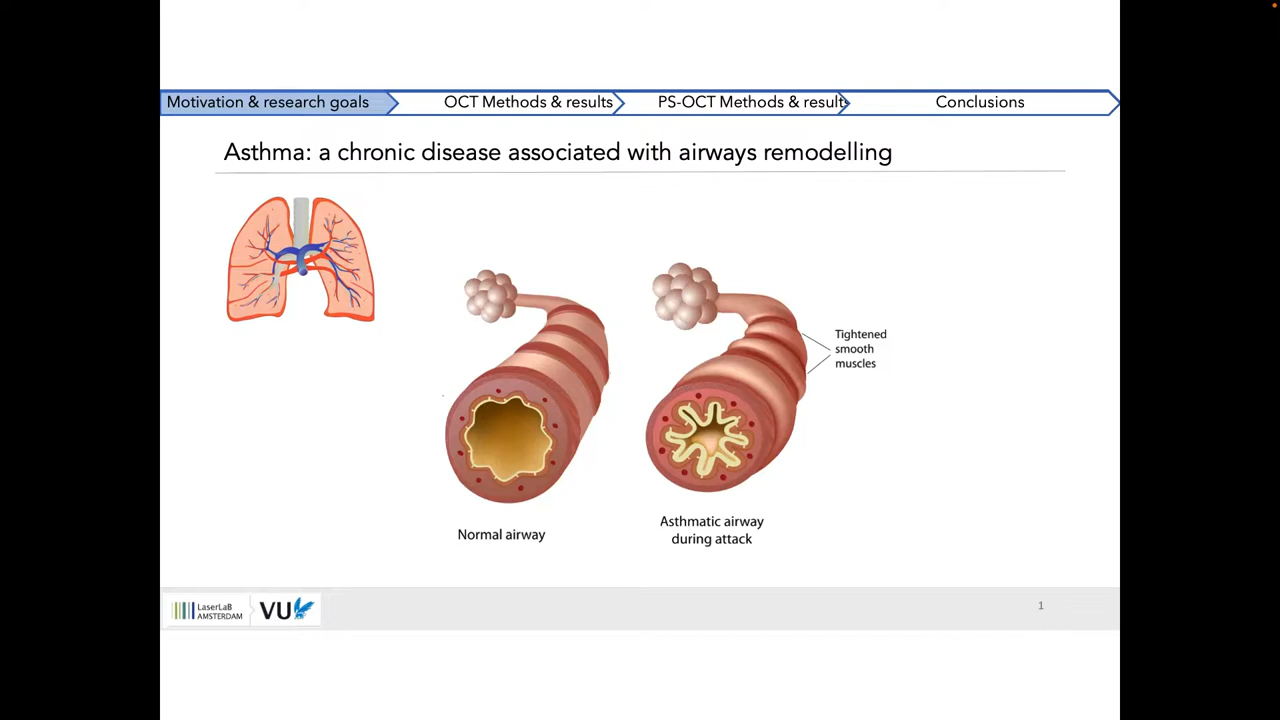 Motivation & research goals
OCT Methods & results
PS-OCT Methods & results
Conclusions
Asthma: a chronic disease associated with airways remodelling
Tightened
smooth
muscles
Normal airway
Asthmatic airway
during attack
LaserLaB
AMSTERDAM
VU
1